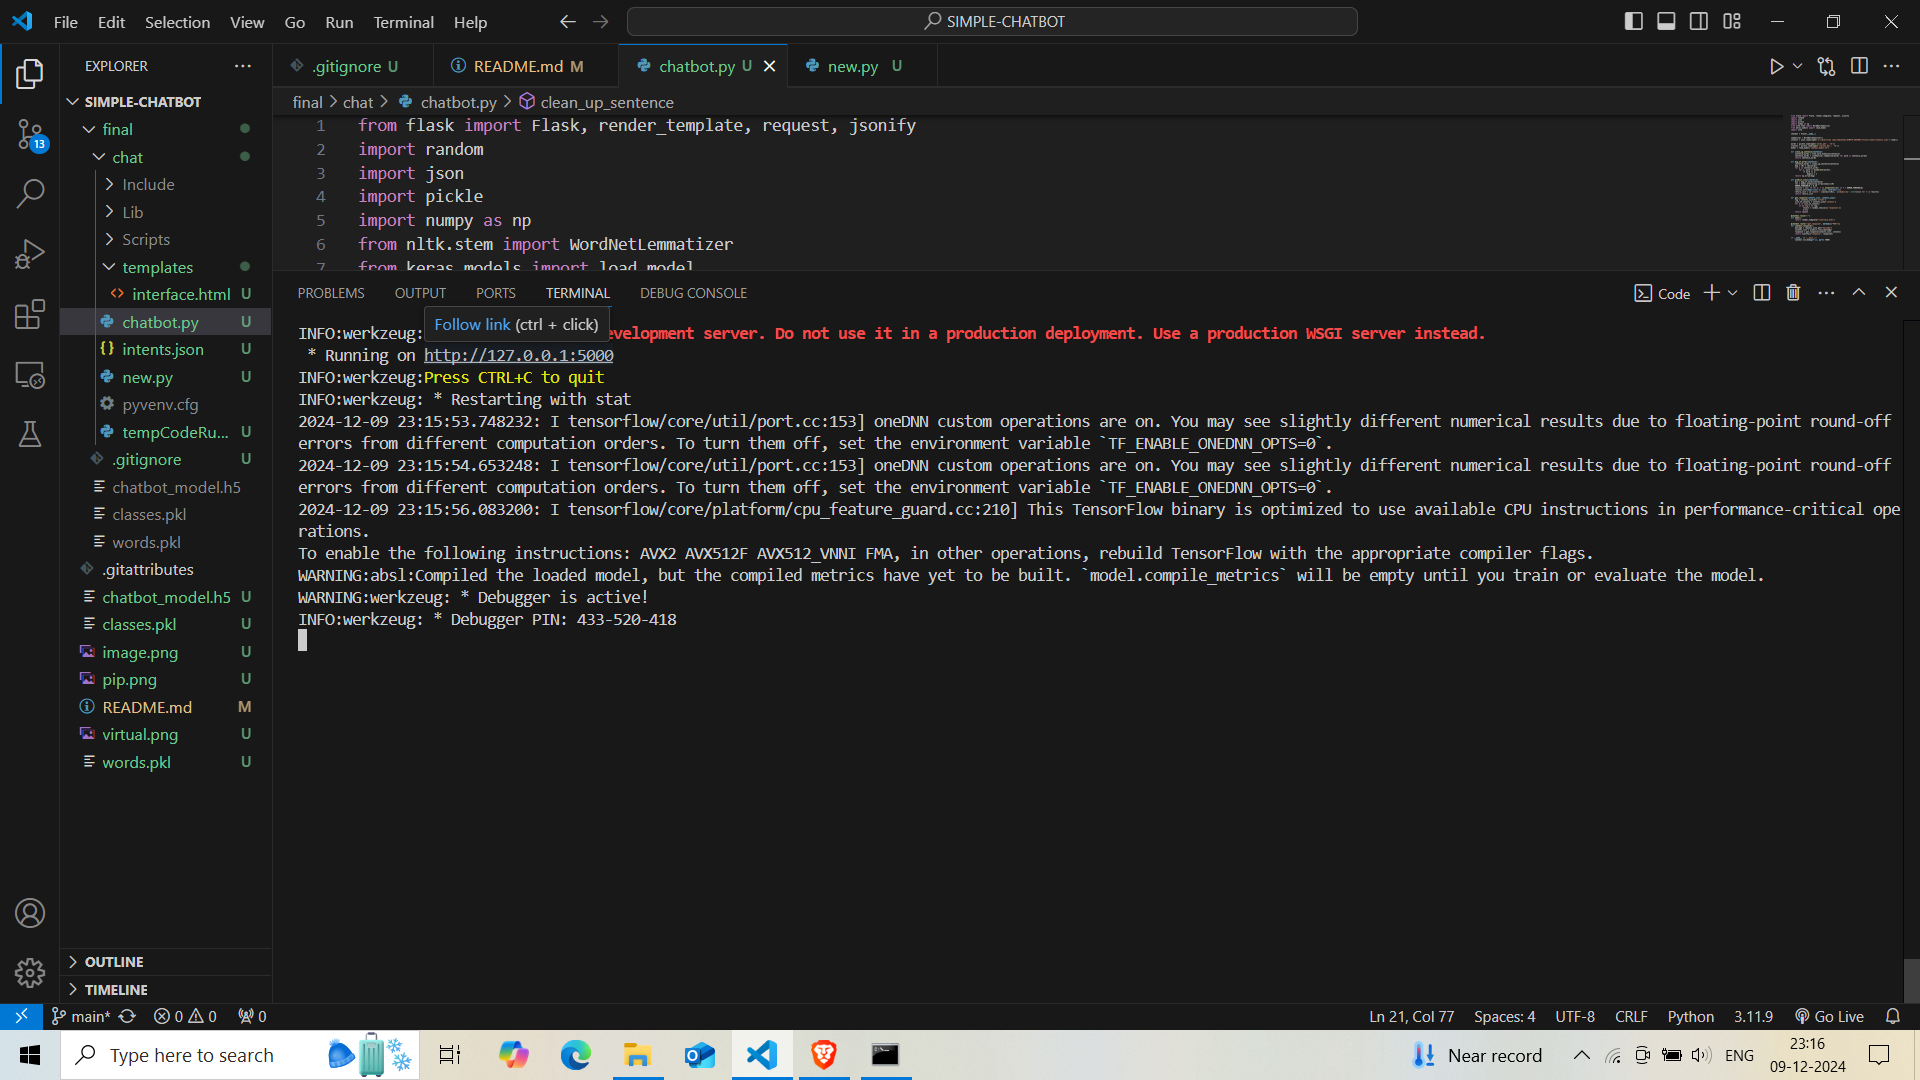 File Edit Selection View Go Run Terminal Help
SIMPLE-CHATBOT
EXPLORER
.gitignore U
README.md M
chatbot.py U
new.py U
SIMPLE-CHATBOT
final
chat
Include
Lib
Scripts
templates
interface.html U
chatbot.py U
intents.json U
new.py U
pyvenv.cfg
tempCodeRu... U
.gitignore U
chatbot_model.h5
classes.pkl
words.pkl
.gitattributes
chatbot_model.h5 U
classes.pkl U
image.png U
pip.png U
README.md M
virtual.png U
words.pkl U
OUTLINE
TIMELINE
13
final > chat > chatbot.py > clean_up_sentence
1 from flask import Flask, render_template, request, jsonify
2 import random
3 import json
4 import pickle
5 import numpy as np
6 from nltk.stem import WordNetLemmatizer
7 from keras.models import load_model
PROBLEMS OUTPUT PORTS TERMINAL DEBUG CONSOLE
Code
Follow link (ctrl + click)
INFO:werkzeug: evelopment server. Do not use it in a production deployment. Use a production WSGI server instead.
* Running on http://127.0.0.1:5000
INFO:werkzeug:Press CTRL+C to quit
INFO:werkzeug: * Restarting with stat
2024-12-09 23:15:53.748232: I tensorflow/core/util/port.cc:153] oneDNN custom operations are on. You may see slightly different numerical results due to floating-point round-off
errors from different computation orders. To turn them off, set the environment variable `TF_ENABLE_ONEDNN_OPTS=0`.
2024-12-09 23:15:54.653248: I tensorflow/core/util/port.cc:153] oneDNN custom operations are on. You may see slightly different numerical results due to floating-point round-off
errors from different computation orders. To turn them off, set the environment variable `TF_ENABLE_ONEDNN_OPTS=0`.
2024-12-09 23:15:56.083200: I tensorflow/core/platform/cpu_feature_guard.cc:210] This TensorFlow binary is optimized to use available CPU instructions in performance-critical ope
rations.
To enable the following instructions: AVX2 AVX512F AVX512_VNNI FMA, in other operations, rebuild TensorFlow with the appropriate compiler flags.
WARNING:absl:Compiled the loaded model, but the compiled metrics have yet to be built. `model.compile_metrics` will be empty until you train or evaluate the model.
WARNING:werkzeug: * Debugger is active!
INFO:werkzeug: * Debugger PIN: 433-520-418
main* 0 0 0
Ln 21, Col 77 Spaces: 4 UTF-8 CRLF Python 3.11.9 Go Live
Type here to search
Near record
ENG
23:16
09-12-2024